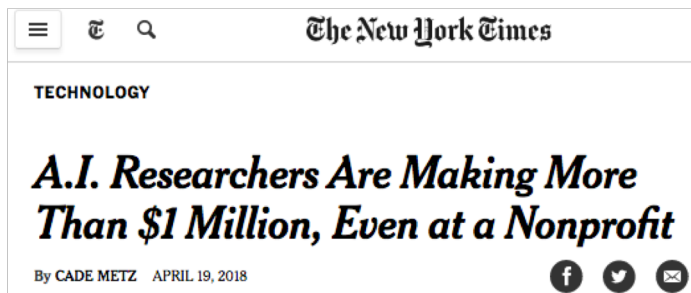 The New York Times
TECHNOLOGY
A.I. Researchers Are Making More
Than $1 Million, Even at a Nonprofit
By CADE METZ APRIL 19, 2018